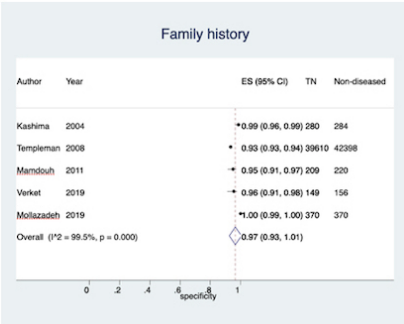 Family history
Author Year ES (95% CI) TN Non-diseased
Kashima 2004 0.99 (0.96, 0.99) 280 284
Templeman 2008 0.93 (0.93, 0.94) 39610 42398
Mamdouh 2011 0.95 (0.91, 0.97) 209 220
Verket 2019 0.96 (0.91, 0.98) 149 156
Mollazadeh 2019 1.00 (0.99, 1.00) 370 370
Overall (I^2 = 99.5%, p = 0.000) 0.97 (0.93, 1.01)
0 .2 .4 .6 .8 1
specificity